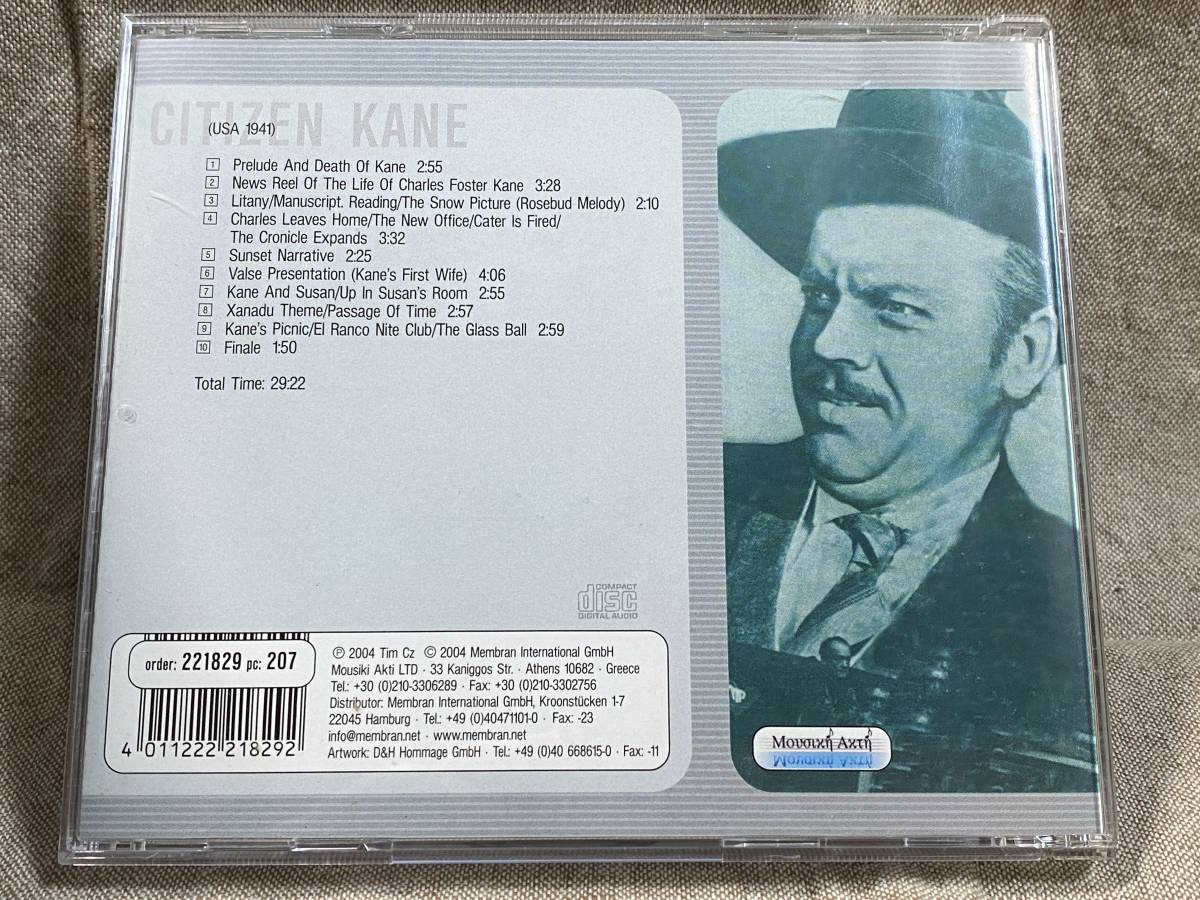 CITIZEN KANE
(USA 1941)
1 Prelude And Death Of Kane 2:55
2 News Reel Of The Life Of Charles Foster Kane 3:28
3 Litany/Manuscript. Reading/The Snow Picture (Rosebud Melody) 2:10
4 Charles Leaves Home/The New Office/Cater Is Fired/
The Cronicle Expands 3:32
5 Sunset Narrative 2:25
6 Valse Presentation (Kane's First Wife) 4:06
7 Kane And Susan/Up In Susan's Room 2:55
8 Xanadu Theme/Passage Of Time 2:57
9 Kane's Picnic/El Ranco Nite Club/The Glass Ball 2:59
10 Finale 1:50
Total Time: 29:22
COMPACT
disc
DIGITAL AUDIO
order: 221829 pc: 207
4 011222 218292
℗ 2004 Tim Cz © 2004 Membran International GmbH
Mousiki Akti LTD · 33 Kaniggos Str. · Athens 10682 · Greece
Tel.: +30 (0)210-3306289 · Fax: +30 (0)210-3302756
Distributor: Membran International GmbH, Kroonstücken 1-7
22045 Hamburg · Tel.: +49 (0)40471101-0 · Fax: -23
info@membran.net · www.membran.net
Artwork: D&H Hommage GmbH · Tel.: +49 (0)40 668615-0 · Fax: -11
Μουσική Ακτή